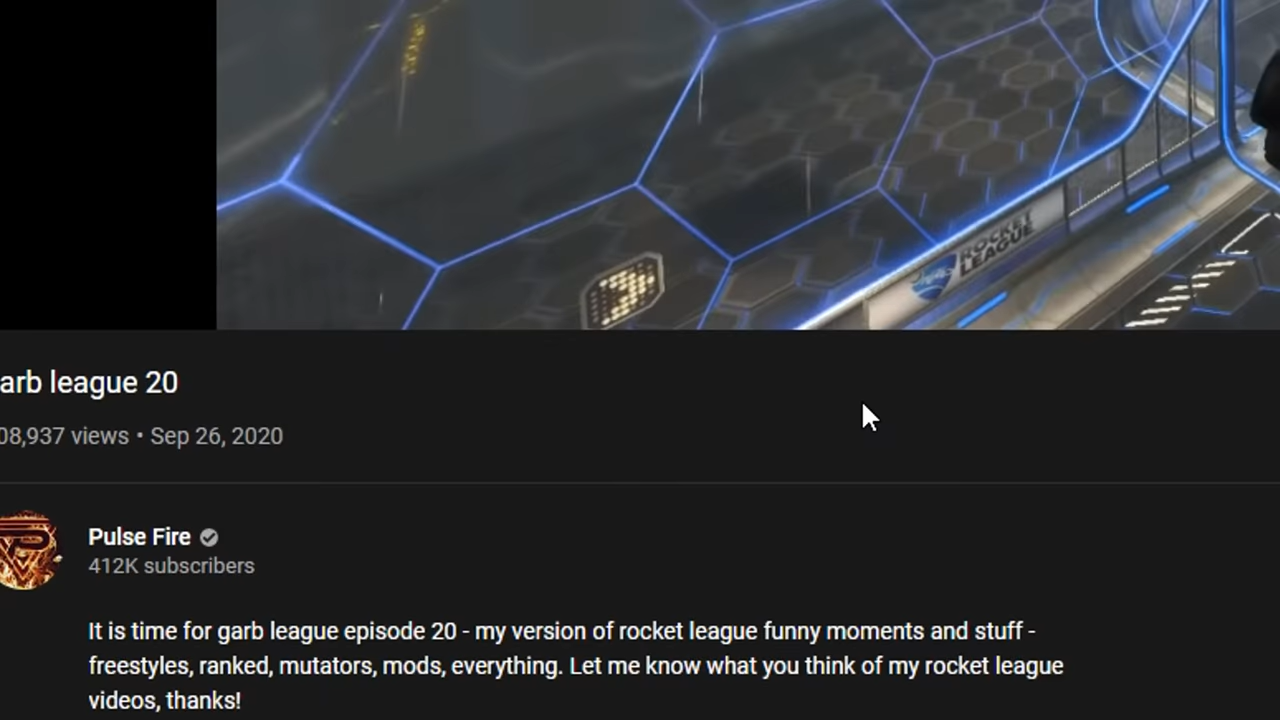 ROCKET
LEAGUE
arb league 20
08,937 views • Sep 26, 2020
Pulse Fire
412K subscribers
It is time for garb league episode 20 - my version of rocket league funny moments and stuff -
freestyles, ranked, mutators, mods, everything. Let me know what you think of my rocket league
videos, thanks!